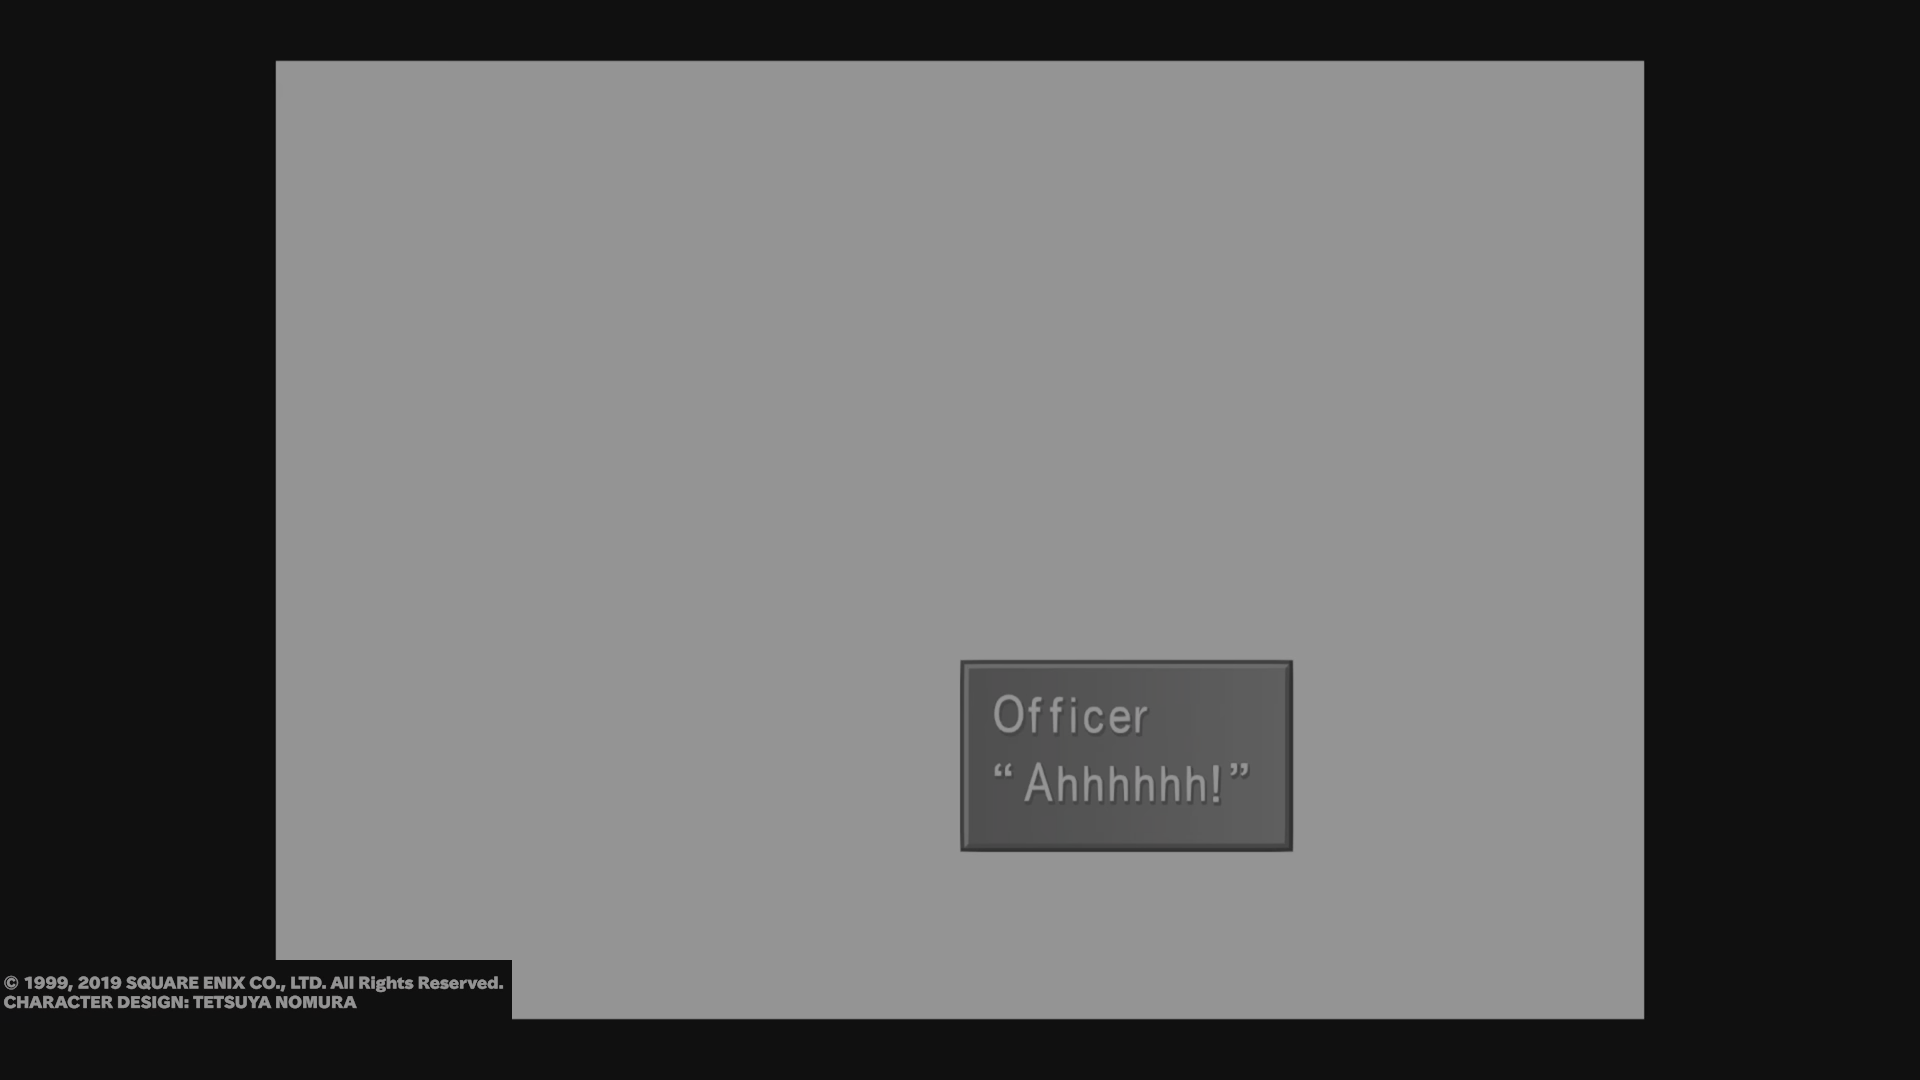 Officer
“Ahhhhhh!”
© 1999, 2019 SQUARE ENIX CO., LTD. All Rights Reserved.
CHARACTER DESIGN: TETSUYA NOMURA